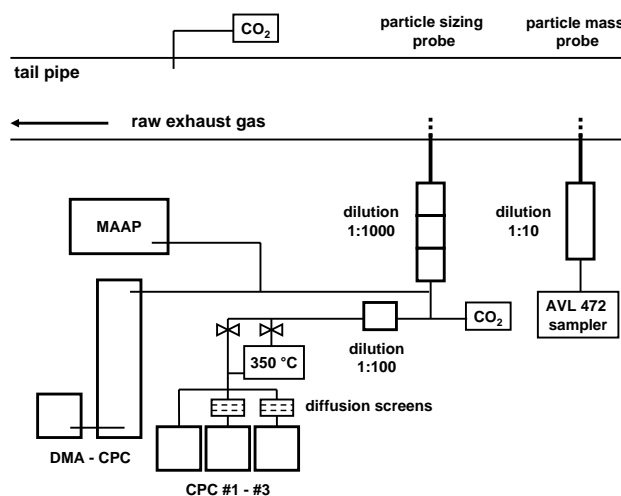 particle sizing
probe
particle mass
probe
CO2
tail pipe
raw exhaust gas
dilution
1:1000
dilution
1:10
MAAP
AVL 472
sampler
CO2
dilution
1:100
350 °C
diffusion screens
DMA - CPC
CPC #1 - #3